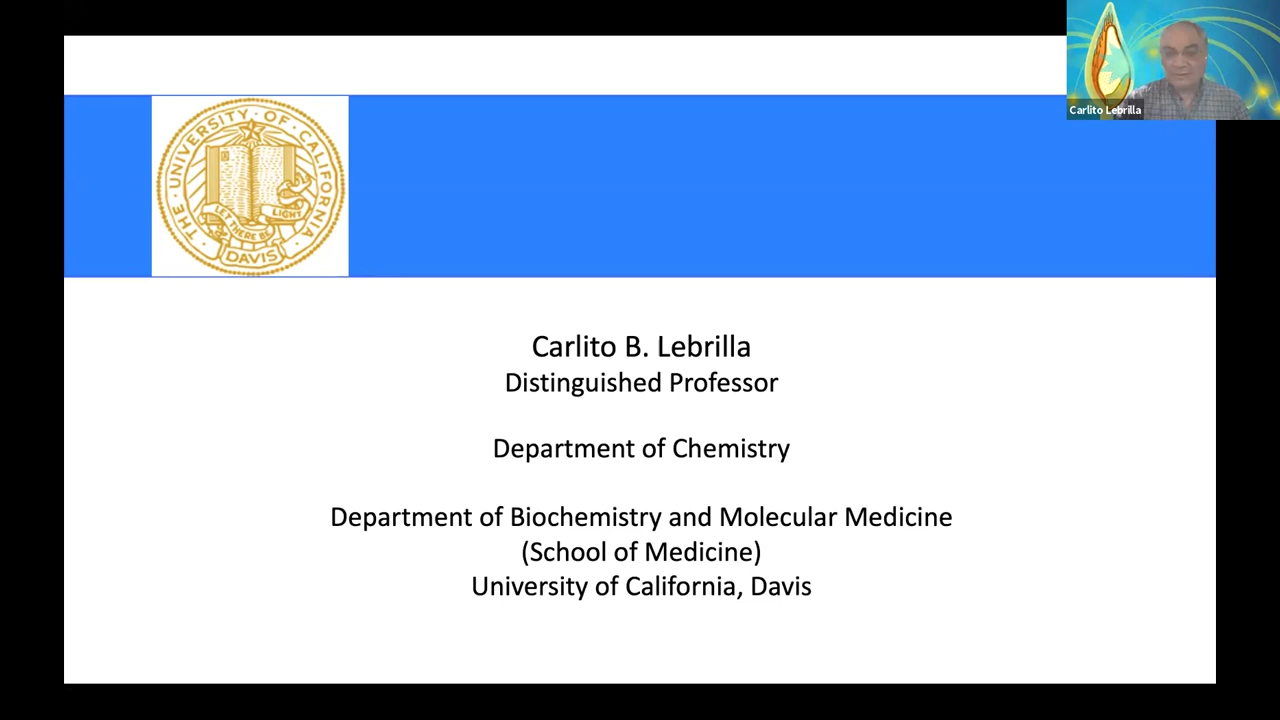 THE · UNIVERSITY · OF · CALIFORNIA
LET THERE BE LIGHT
DAVIS
Carlito Lebrilla
Carlito B. Lebrilla
Distinguished Professor
Department of Chemistry
Department of Biochemistry and Molecular Medicine
(School of Medicine)
University of California, Davis